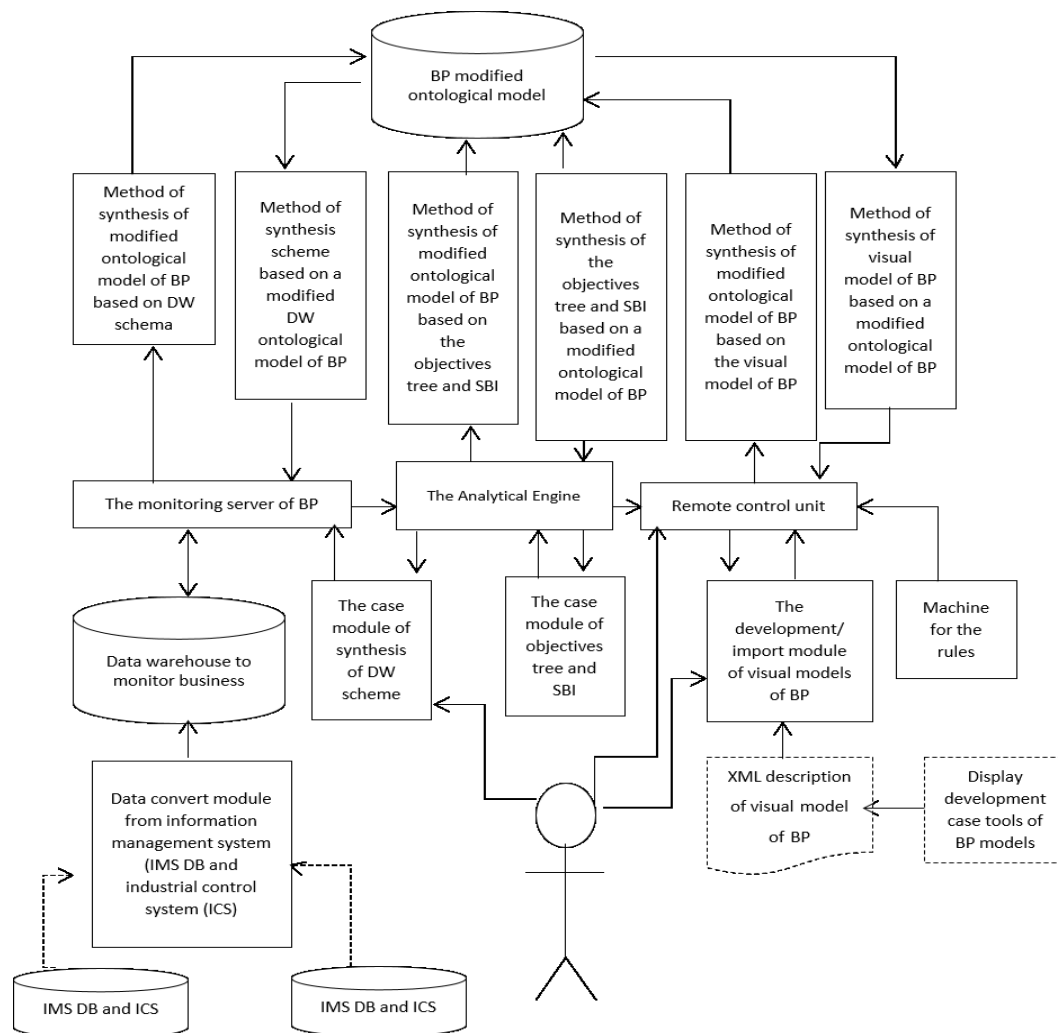 BP modified
ontological model
Method of
synthesis of
modified
ontological
model of BP
based on DW
schema
Method of
synthesis
scheme
based on a
modified
DW
ontological
model of BP
Method of
synthesis of
modified
ontological
model of BP
based on
the
objectives
tree and SBI
Method of
synthesis of
the
objectives
tree and SBI
based on a
modified
ontological
model of BP
Method of
synthesis of
modified
ontological
model of BP
based on
the visual
model of BP
Method of
synthesis of
visual
model of BP
based on a
modified
ontological
model of BP
The monitoring server of BP
The Analytical Engine
Remote control unit
Data warehouse to
monitor business
The case
module of
synthesis
of DW
scheme
The case
module of
objectives
tree and
SBI
The
development/
import module
of visual models
of BP
Machine
for the
rules
Data convert module
from information
management system
(IMS DB and
industrial control
system (ICS)
XML description
of visual model
of BP
Display
development
case tools of
BP models
IMS DB and ICS
IMS DB and ICS